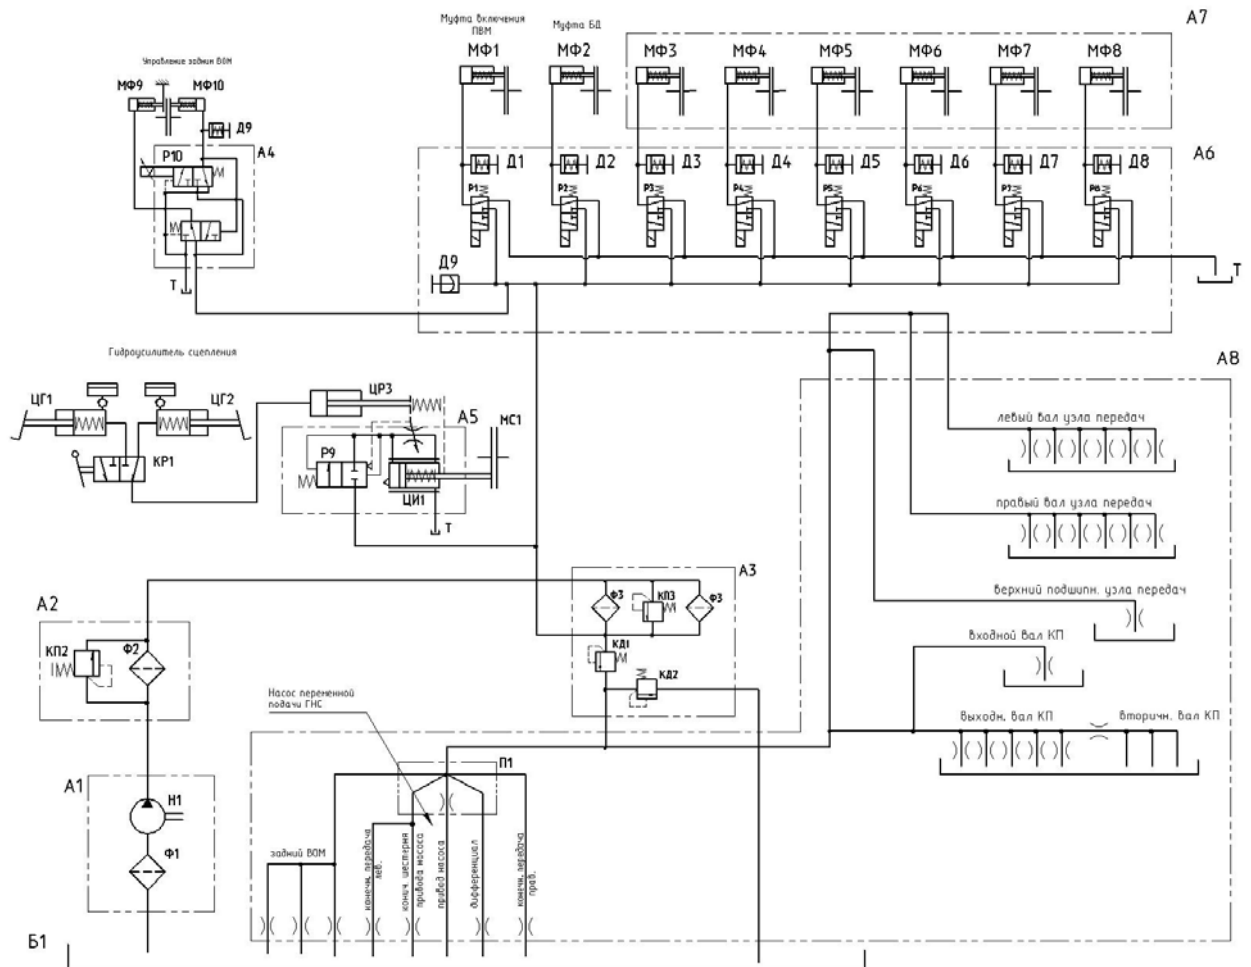 Муфта включения
ПВМ
Муфта БД
А7
МФ1
МФ2
МФ3
МФ4
МФ5
МФ6
МФ7
МФ8
Управление задним ВОМ
МФ9
МФ10
Д9
Р10
А4
Т
Д1
Д2
Д3
Д4
Д5
Д6
Д7
Д8
А6
Р1
Р2
Р3
Р4
Р5
Р6
Р7
Р8
Д9
Т
Гидроусилитель сцепления
ЦГ1
ЦГ2
КР1
ЦР3
А5
МС1
Р9
ЦИ1
Т
А8
левый вал узла передач
правый вал узла передач
верхний подшипн. узла передач
входной вал КП
выходн. вал КП
вторичн. вал КП
А3
Ф3
КП3
Ф3
КД1
КД2
А2
КП2
Ф2
Насос переменной
подачи ГНС
П1
А1
Н1
Ф1
задний ВОМ
конечн. передача
лев.
конич. шестерня
привода насоса
привод насоса
дифференциал
конечн. передача
прав.
Б1